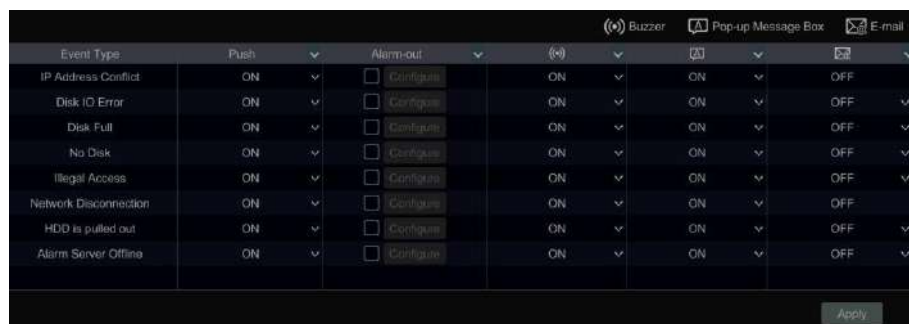 Buzzer Pop-up Message Box E-mail
Event Type Push Alarm-out
IP Address Conflict ON Configure ON ON OFF
Disk IO Error ON Configure ON ON OFF
Disk Full ON Configure ON ON OFF
No Disk ON Configure ON ON OFF
Illegal Access ON Configure ON ON OFF
Network Disconnection ON Configure ON ON OFF
HDD is pulled out ON Configure ON ON OFF
Alarm Server Offline ON Configure ON ON OFF
Apply